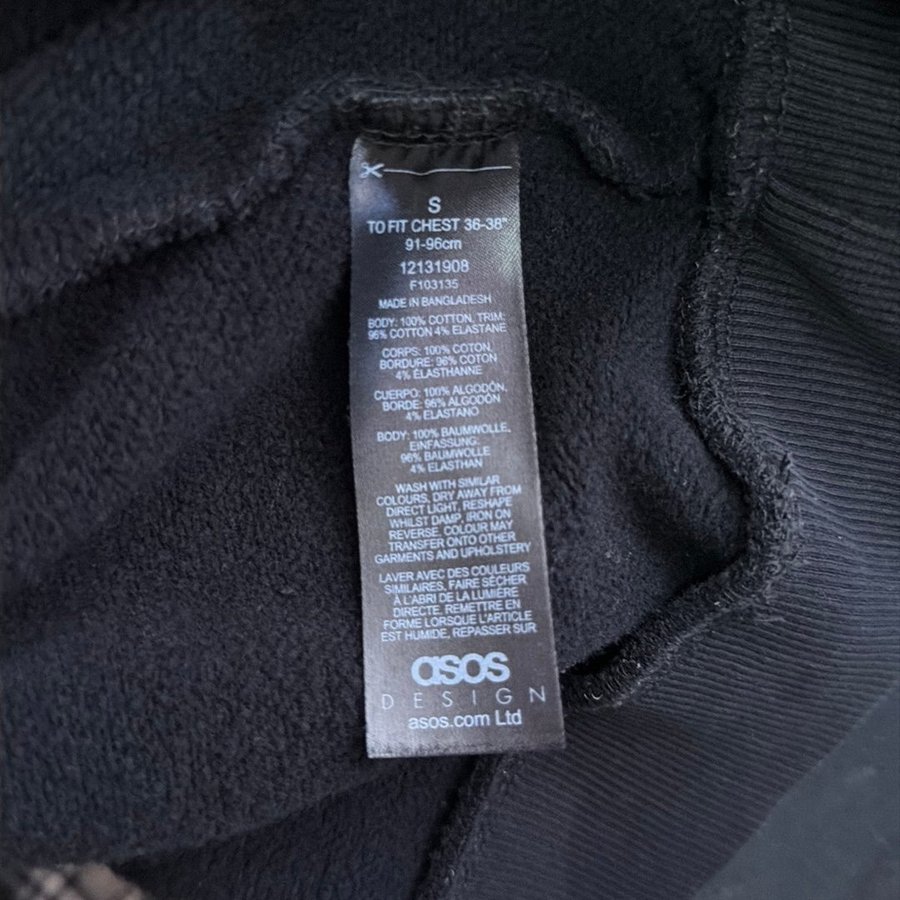 S
TO FIT CHEST 36-38"
91-96cm
12131908
F103135
MADE IN BANGLADESH
BODY: 100% COTTON, TRIM:
96% COTTON 4% ELASTANE
CORPS: 100% COTON,
BORDURE: 96% COTON
4% ÉLASTHANNE
CUERPO: 100% ALGODÓN,
BORDE: 96% ALGODÓN
4% ELASTANO
BODY: 100% BAUMWOLLE,
EINFASSUNG:
96% BAUMWOLLE
4% ELASTHAN
WASH WITH SIMILAR
COLOURS, DRY AWAY FROM
DIRECT LIGHT, RESHAPE
WHILST DAMP, IRON ON
REVERSE, COLOUR MAY
TRANSFER ONTO OTHER
GARMENTS AND UPHOLSTERY
LAVER AVEC DES COULEURS
SIMILAIRES, FAIRE SÉCHER
À L'ABRI DE LA LUMIÈRE
DIRECTE, REMETTRE EN
FORME LORSQUE L'ARTICLE
EST HUMIDE, REPASSER SUR
asos
DESIGN
asos.com Ltd